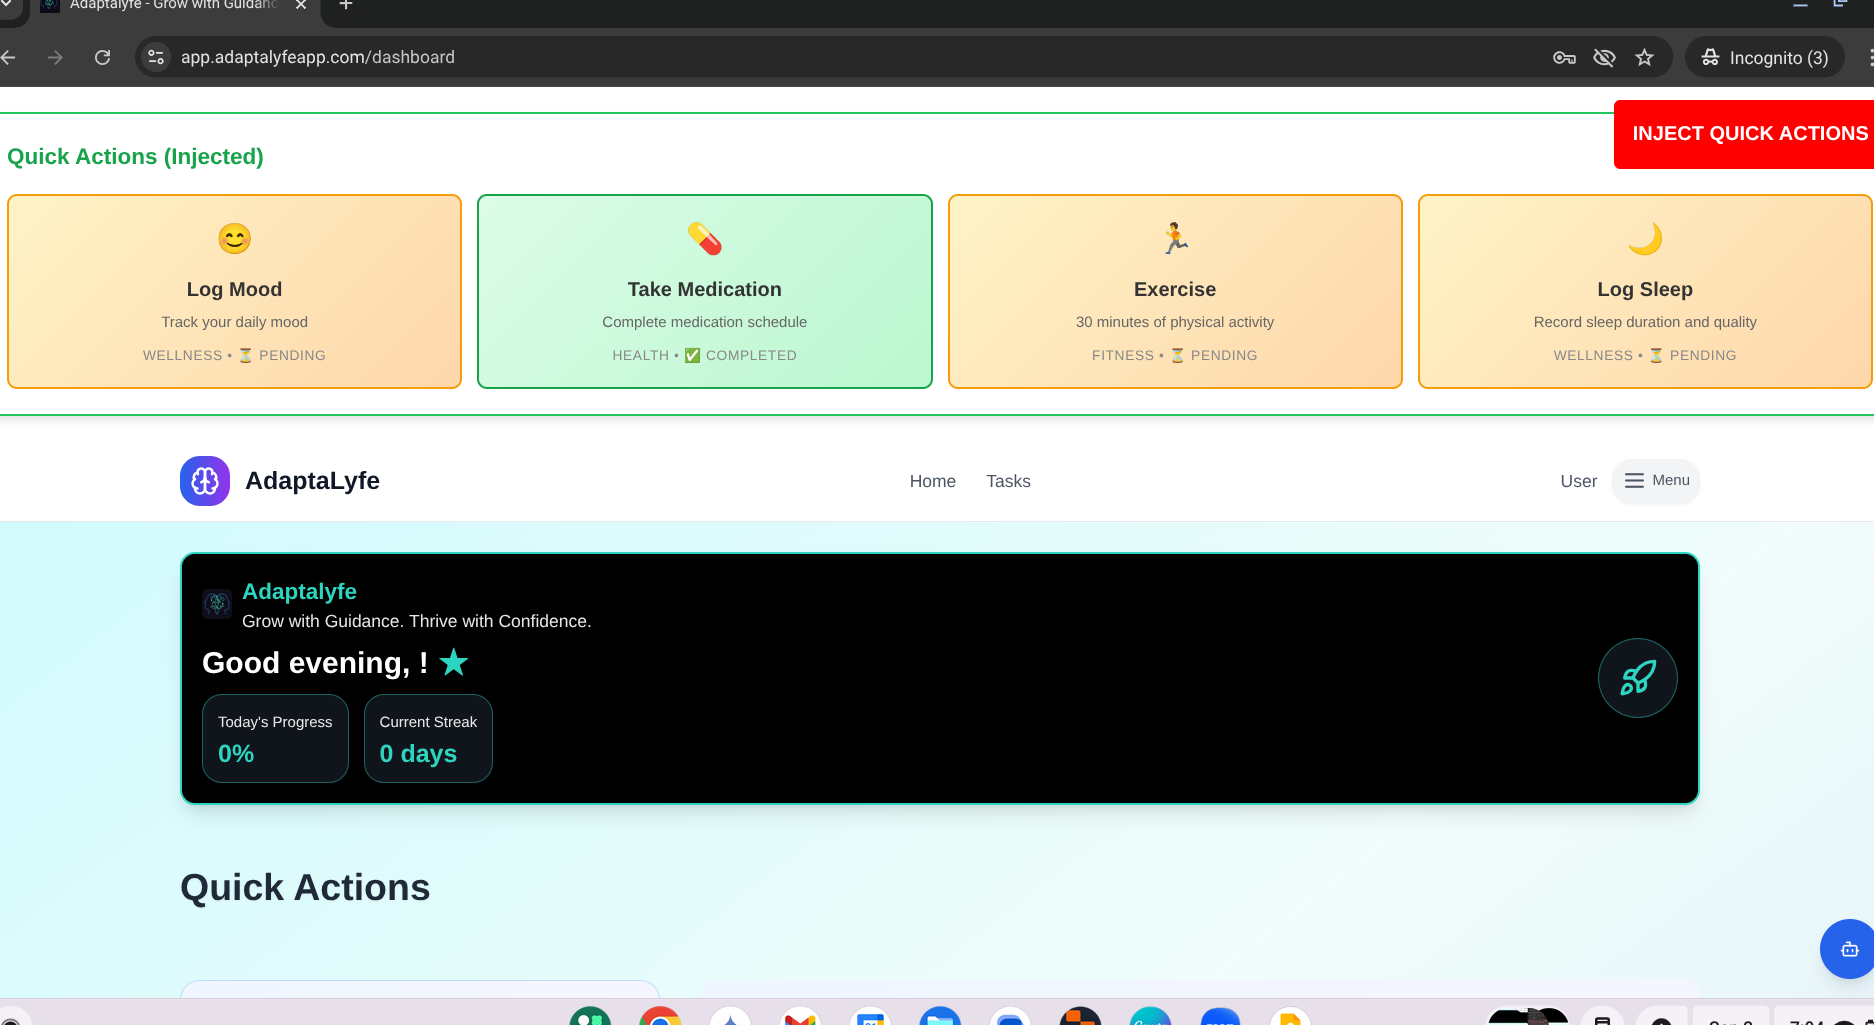 Adaptalyfe - Grow with Guidanc
app.adaptalyfeapp.com/dashboard
Incognito (3)
INJECT QUICK ACTIONS
Quick Actions (Injected)
Log Mood
Track your daily mood
WELLNESS • ⏳ PENDING
Take Medication
Complete medication schedule
HEALTH • ✅ COMPLETED
Exercise
30 minutes of physical activity
FITNESS • ⏳ PENDING
Log Sleep
Record sleep duration and quality
WELLNESS • ⏳ PENDING
AdaptaLyfe
Home
Tasks
User
Menu
Adaptalyfe
Grow with Guidance. Thrive with Confidence.
Good evening, ! ★
Today's Progress
0%
Current Streak
0 days
Quick Actions